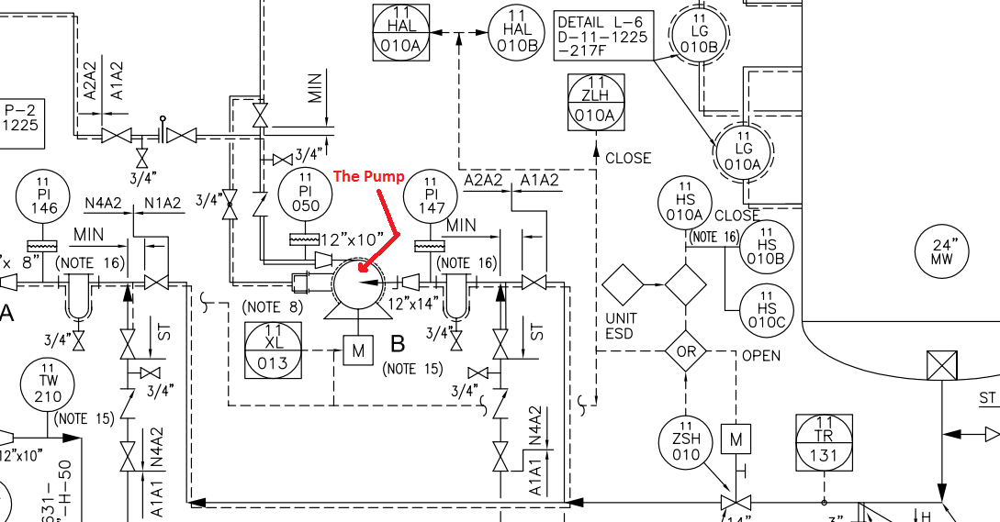 11
HAL
010A
11
HAL
010B
DETAIL L-6
D-11-1225
-217F
11
LG
010B
11
ZLH
010A
A2A2
A1A2
MIN
P-2
1225
3/4"
3/4"
CLOSE
11
LG
010A
The Pump
11
PI
146
N4A2
N1A2
3/4"
11
PI
050
11
PI
147
A2A2
A1A2
11
HS
010A
CLOSE
(NOTE 16)
11
HS
010B
24"
MW
MIN
(NOTE 16)
12"x10"
MIN
(NOTE 16)
"x 8"
A
(NOTE 8)
12"x14"
11
HS
010C
UNIT
ESD
3/4"
ST
11
XL
013
M
B
(NOTE 15)
3/4"
ST
OR
OPEN
11
TW
210
3/4"
3/4"
(NOTE 15)
ST
12"x10"
N4A2
A1A1
N4A2
A1A1
11
ZSH
010
M
11
TR
131
631-
"-H-50
14"
3"
H